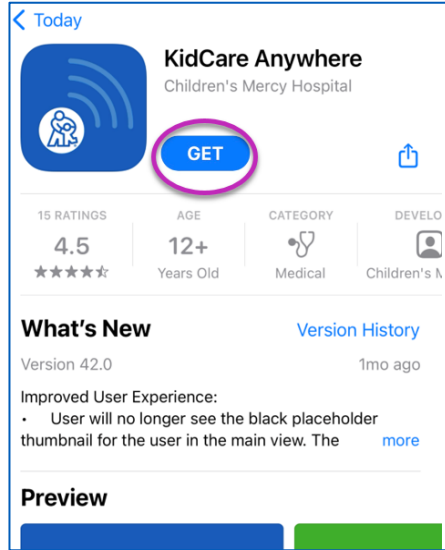 Today
KidCare Anywhere
Children's Mercy Hospital
GET
15 RATINGS
AGE
CATEGORY
DEVELO
4.5
12+
Years Old
Medical
Children's M
What's New
Version History
Version 42.0
1mo ago
Improved User Experience:
• User will no longer see the black placeholder
thumbnail for the user in the main view. The more
Preview